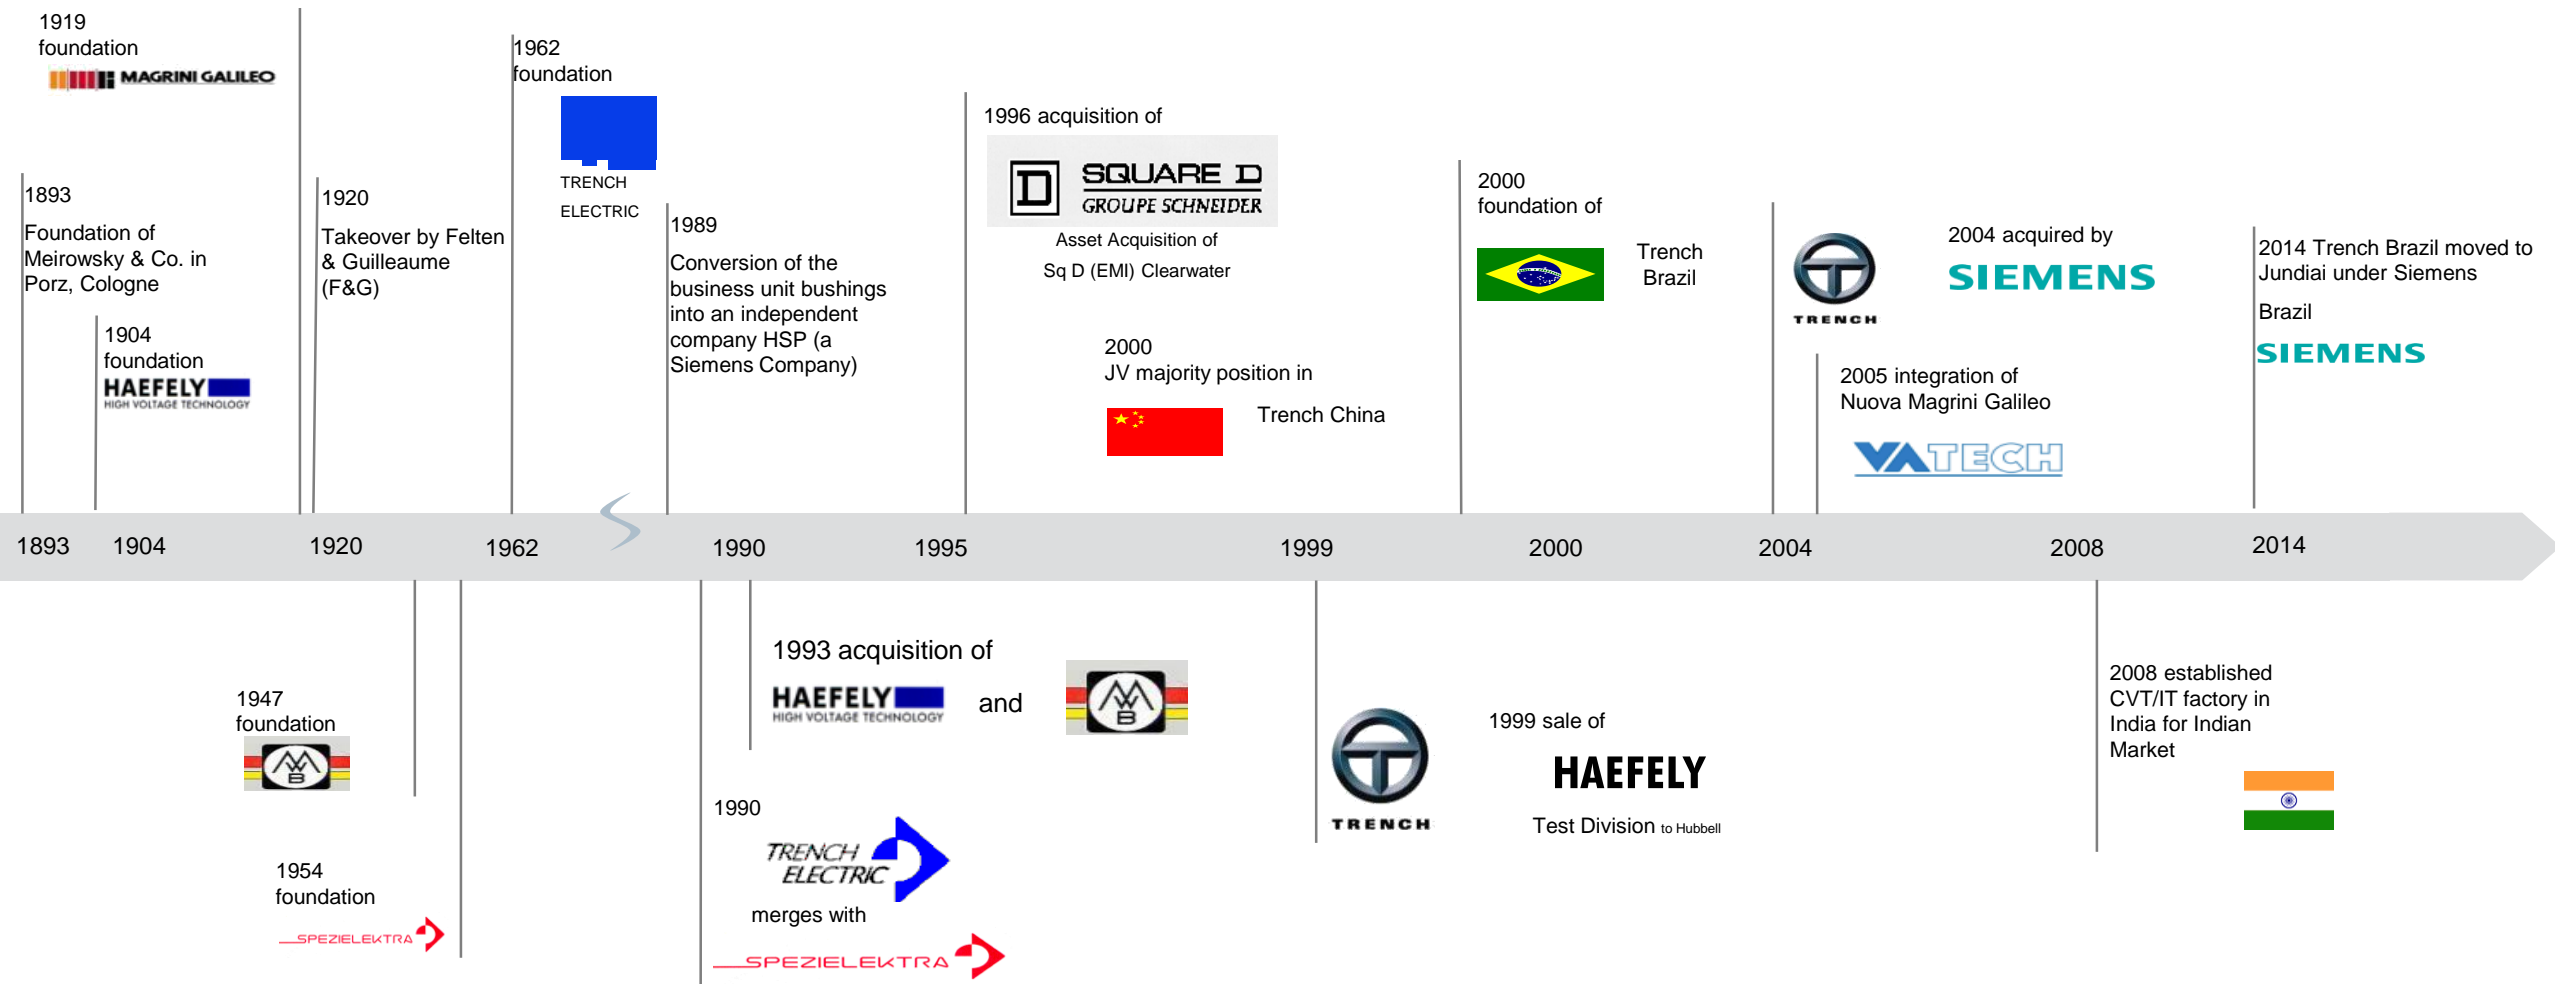 1919
foundation
MAGRINI GALILEO
1893
Foundation of
Meirowsky & Co. in
Porz, Cologne
1904
foundation
HAEFELY
HIGH VOLTAGE TECHNOLOGY
1920
Takeover by Felten
& Guilleaume
(F&G)
1962
foundation
TRENCH
ELECTRIC
1989
Conversion of the
business unit bushings
into an independent
company HSP (a
Siemens Company)
1996 acquisition of
D
SQUARE D
GROUPE SCHNEIDER
Asset Acquisition of
Sq D (EMI) Clearwater
2000
JV majority position in
Trench China
2000
foundation of
Trench
Brazil
TRENCH
2004 acquired by
SIEMENS
2005 integration of
Nuova Magrini Galileo
VATECH
2014 Trench Brazil moved to
Jundiai under Siemens
Brazil
SIEMENS
1893 1904 1920 1962 1990 1995 1999 2000 2004 2008 2014
1947
foundation
MWB
1954
foundation
SPEZIELEKTRA
1993 acquisition of
HAEFELY
HIGH VOLTAGE TECHNOLOGY
and
MWB
1990
TRENCH
ELECTRIC
merges with
SPEZIELEKTRA
TRENCH
1999 sale of
HAEFELY
Test Division to Hubbell
2008 established
CVT/IT factory in
India for Indian
Market